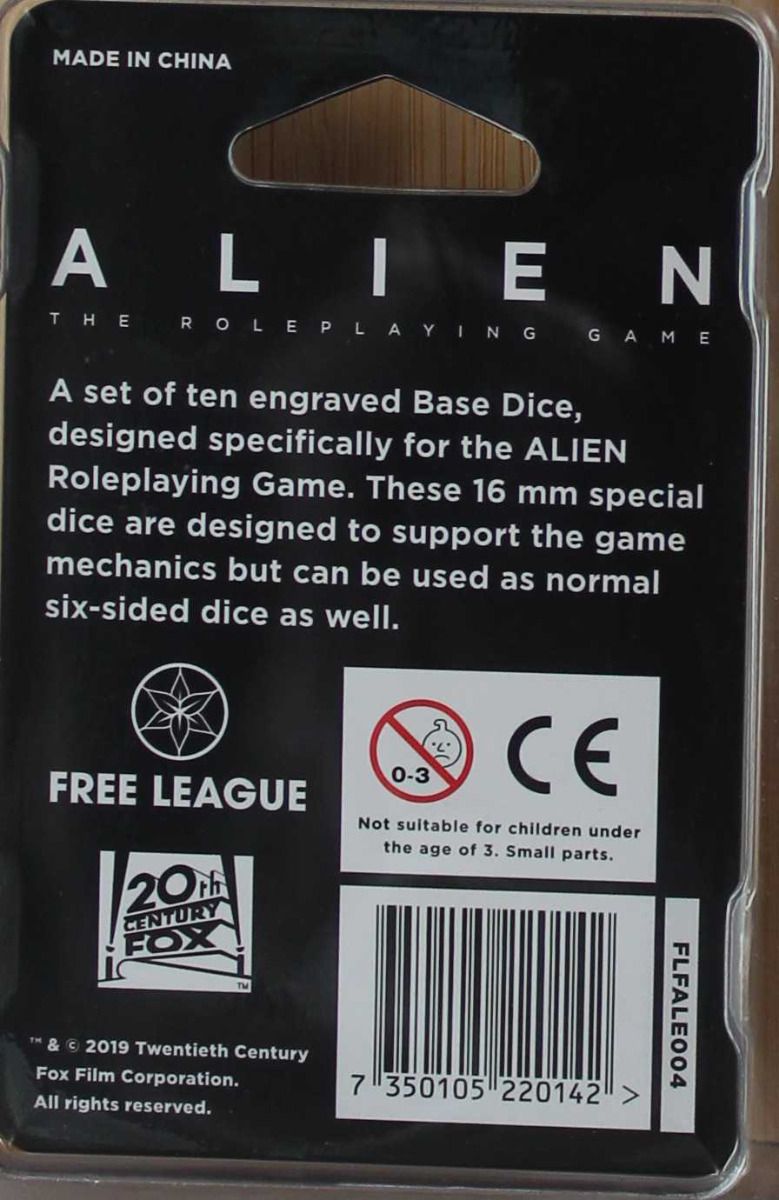 MADE IN CHINA
ALIEN
THE ROLEPLAYING GAME
A set of ten engraved Base Dice,
designed specifically for the ALIEN
Roleplaying Game. These 16 mm special
dice are designed to support the game
mechanics but can be used as normal
six-sided dice as well.
FREE LEAGUE
0-3
CE
Not suitable for children under
the age of 3. Small parts.
20th
CENTURY
FOX
TM
™ & © 2019 Twentieth Century
Fox Film Corporation.
All rights reserved.
7 350105 220142 >
FLFALE004